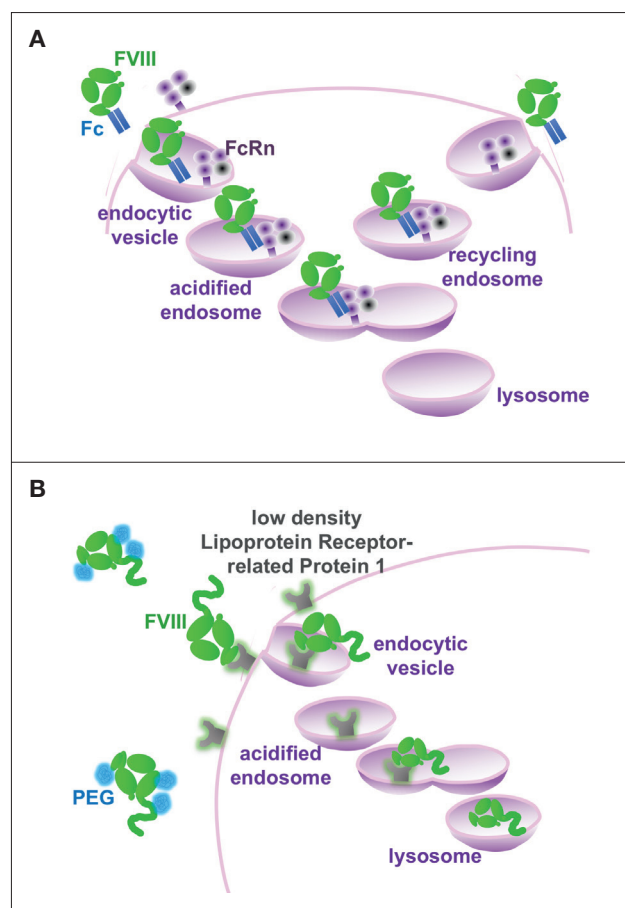 A
FVIII
Fc
FcRn
endocytic
vesicle
acidified
endosome
recycling
endosome
lysosome
B
low density
Lipoprotein Receptor-
related Protein 1
FVIII
endocytic
vesicle
acidified
endosome
PEG
lysosome